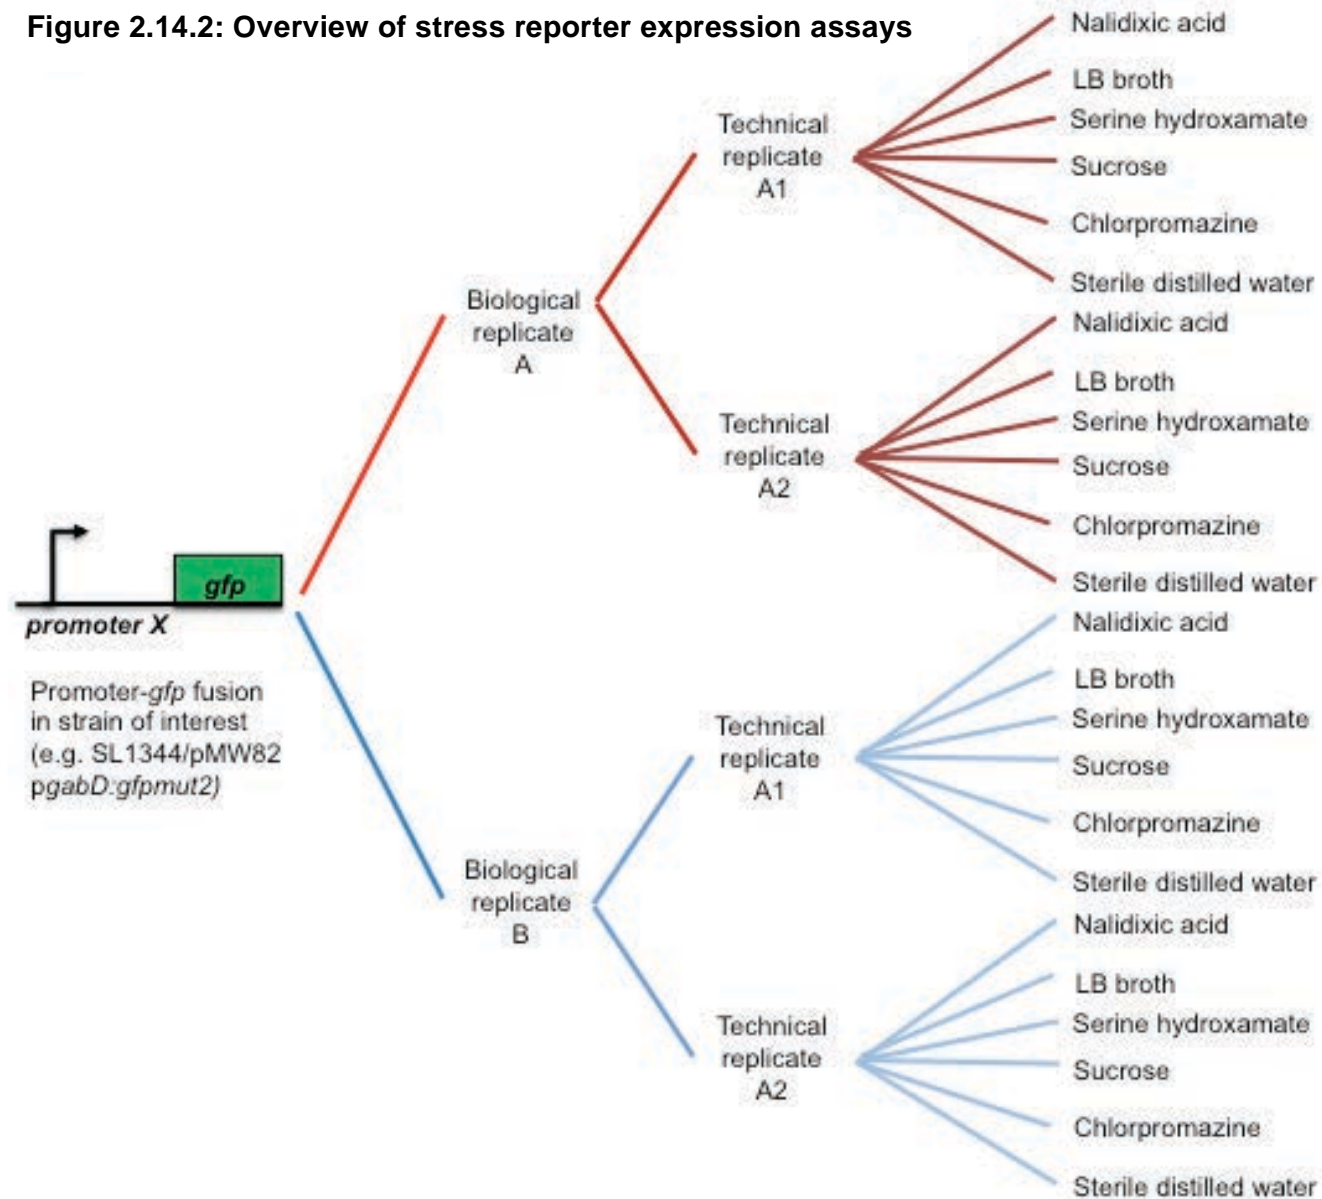 Figure 2.14.2: Overview of stress reporter expression assays
Nalidixic acid
LB broth
Serine hydroxamate
Sucrose
Chlorpromazine
Sterile distilled water
Technical
replicate
A1
Biological
replicate
A
Nalidixic acid
LB broth
Serine hydroxamate
Sucrose
Chlorpromazine
Sterile distilled water
Technical
replicate
A2
gfp
promoter X
Promoter-gfp fusion
in strain of interest
(e.g. SL1344/pMW82
pgabD:gfpmut2)
Nalidixic acid
LB broth
Serine hydroxamate
Sucrose
Chlorpromazine
Sterile distilled water
Technical
replicate
A1
Biological
replicate
B
Nalidixic acid
LB broth
Serine hydroxamate
Sucrose
Chlorpromazine
Sterile distilled water
Technical
replicate
A2